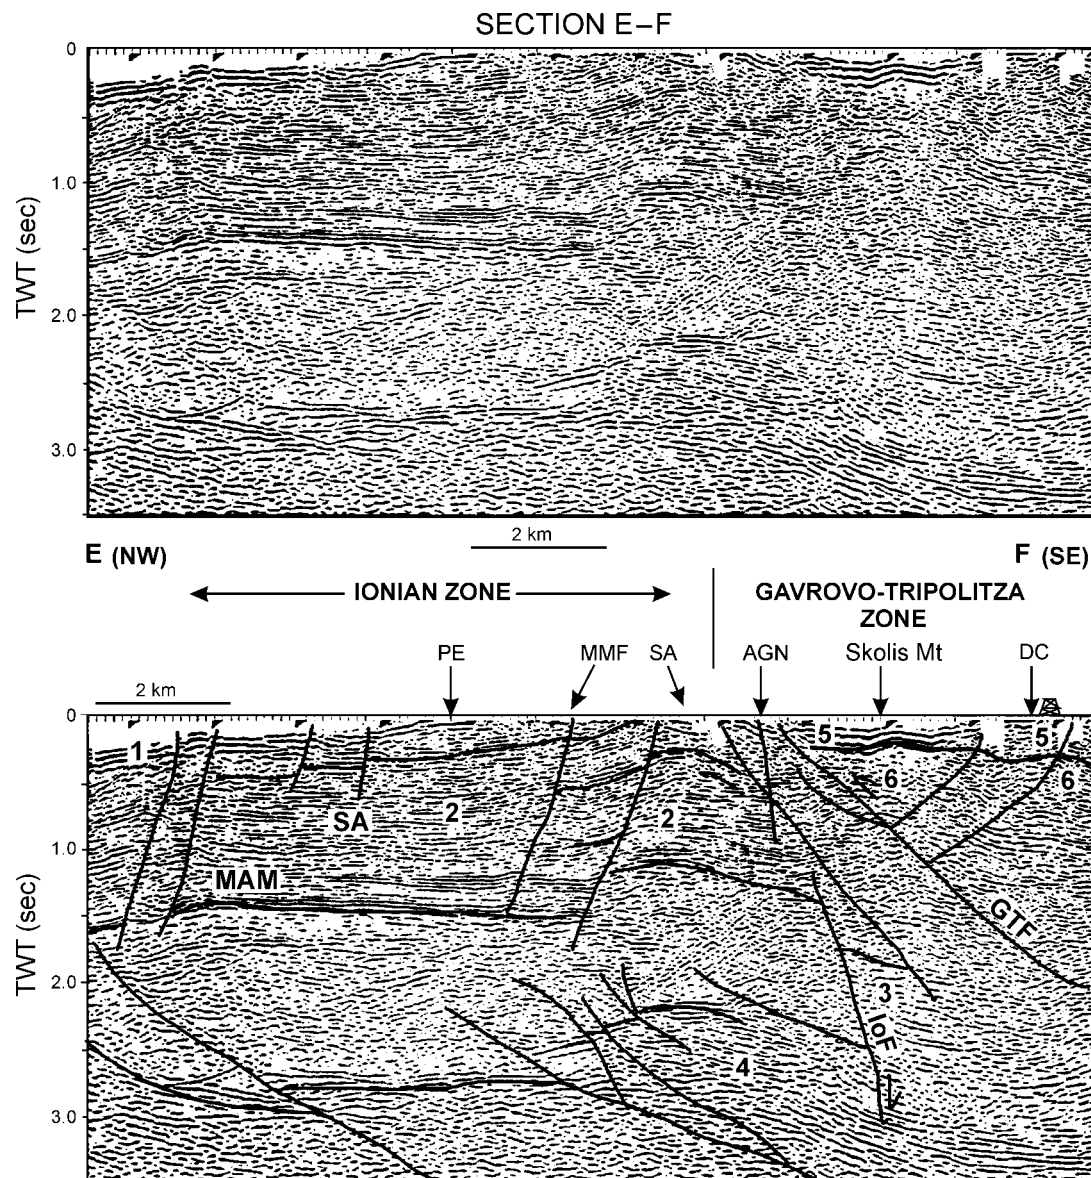 SECTION E–F
0
1.0
2.0
3.0
TWT (sec)
2 km
E (NW)
F (SE)
IONIAN ZONE
GAVROVO-TRIPOLITZA
ZONE
PE
MMF
SA
AGN
Skolis Mt
DC
2 km
0
1.0
2.0
3.0
TWT (sec)
1
5
5
6
6
SA
2
2
MAM
GTF
3
IoF
4